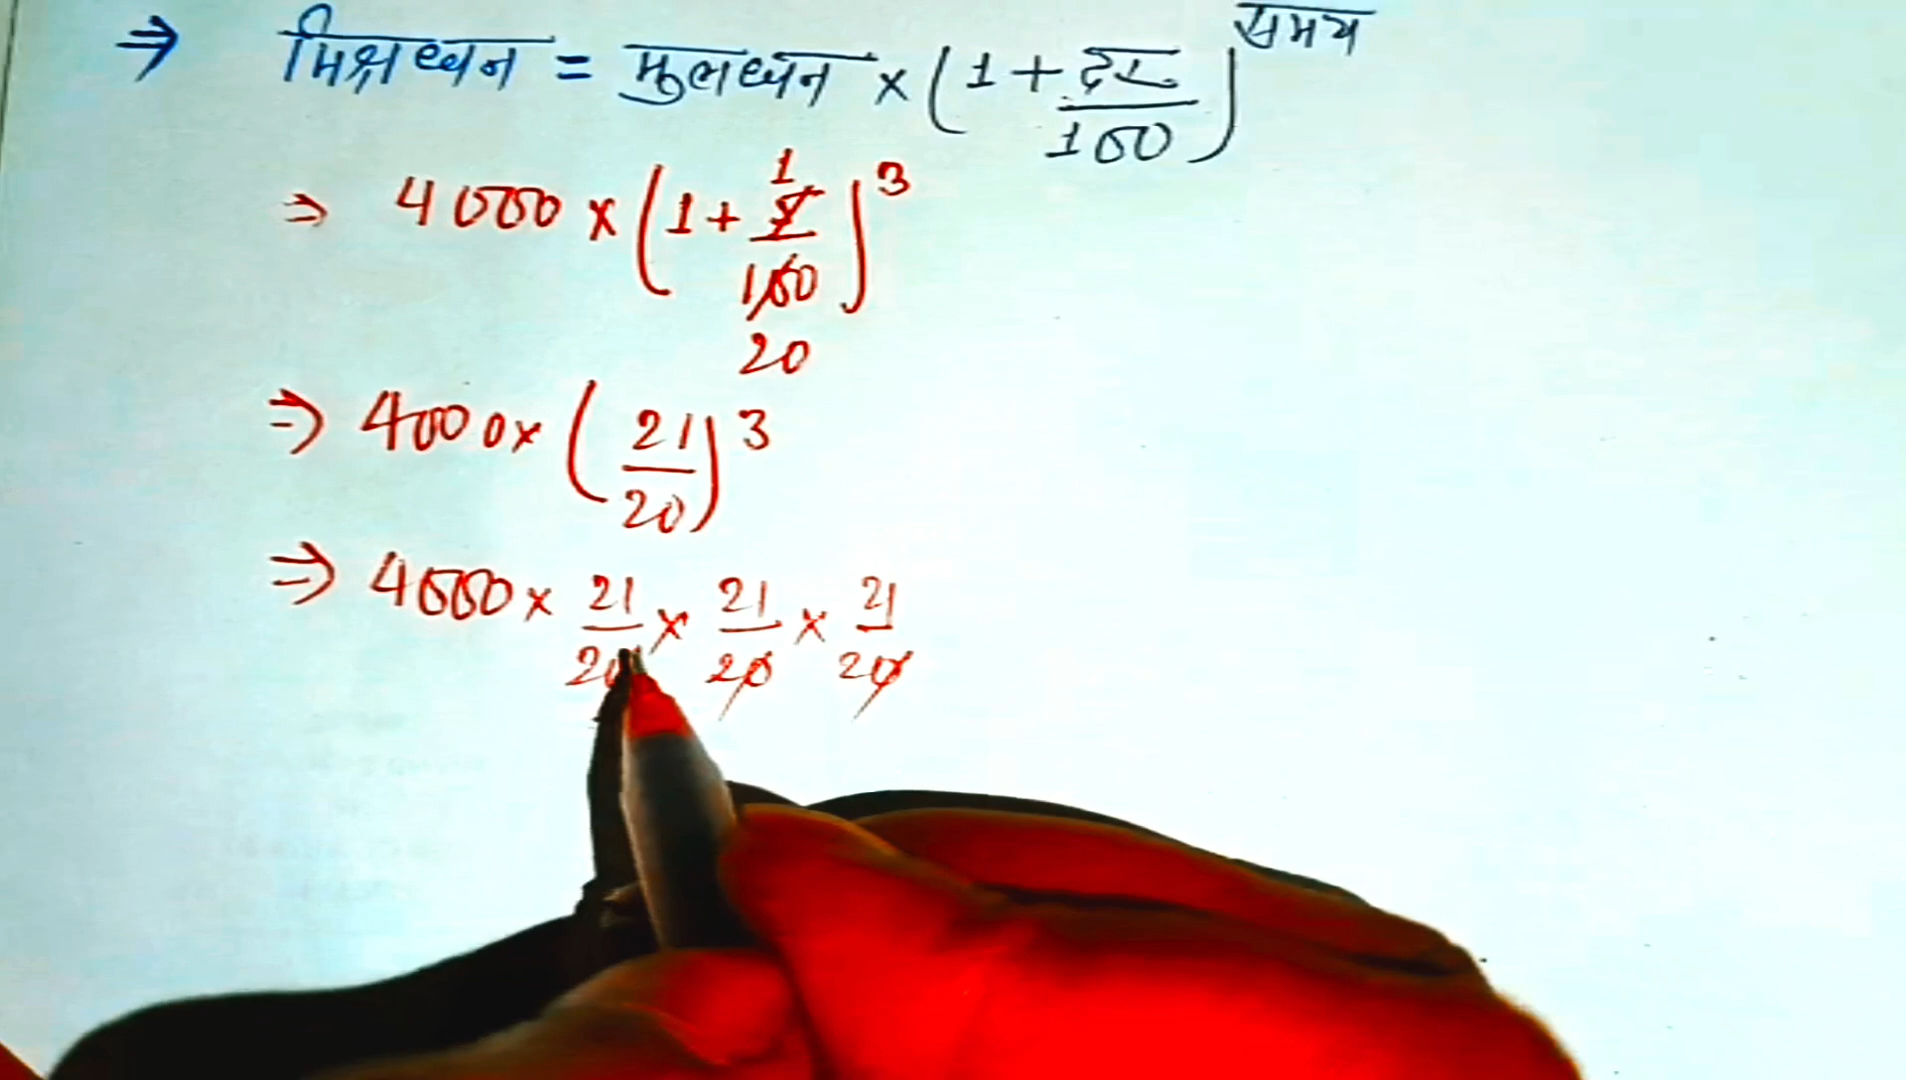 ⇒ मिश्रधन = मुलधन × (1 + दर/100)^समय
⇒ 4000 × (1 + 5/100)^3 1 20
⇒ 4000 × (21/20)^3
⇒ 4000 × 21/20 × 21/20 × 21/20